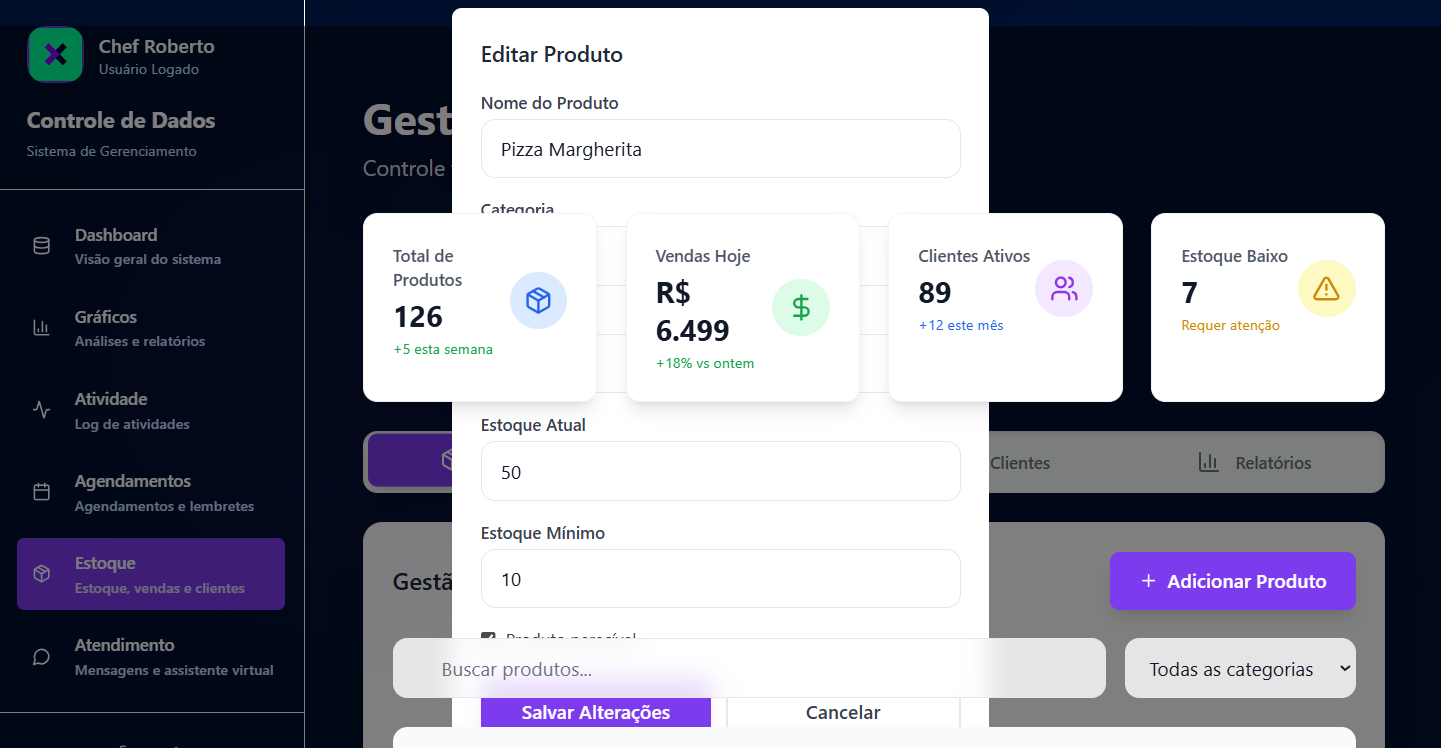 Chef Roberto
Usuário Logado
Controle de Dados
Sistema de Gerenciamento
Dashboard
Visão geral do sistema
Gráficos
Análises e relatórios
Atividade
Log de atividades
Agendamentos
Agendamentos e lembretes
Estoque
Estoque, vendas e clientes
Atendimento
Mensagens e assistente virtual
Gest
Controle
Editar Produto
Nome do Produto
Pizza Margherita
Categoria
Total de
Produtos
126
+5 esta semana
Vendas Hoje
R$
6.499
+18% vs ontem
Clientes Ativos
89
+12 este mês
Estoque Baixo
7
Requer atenção
Estoque Atual
50
Clientes
Relatórios
Estoque Mínimo
10
Gestã
+ Adicionar Produto
Produto perecível
Buscar produtos...
Todas as categorias
Salvar Alterações
Cancelar